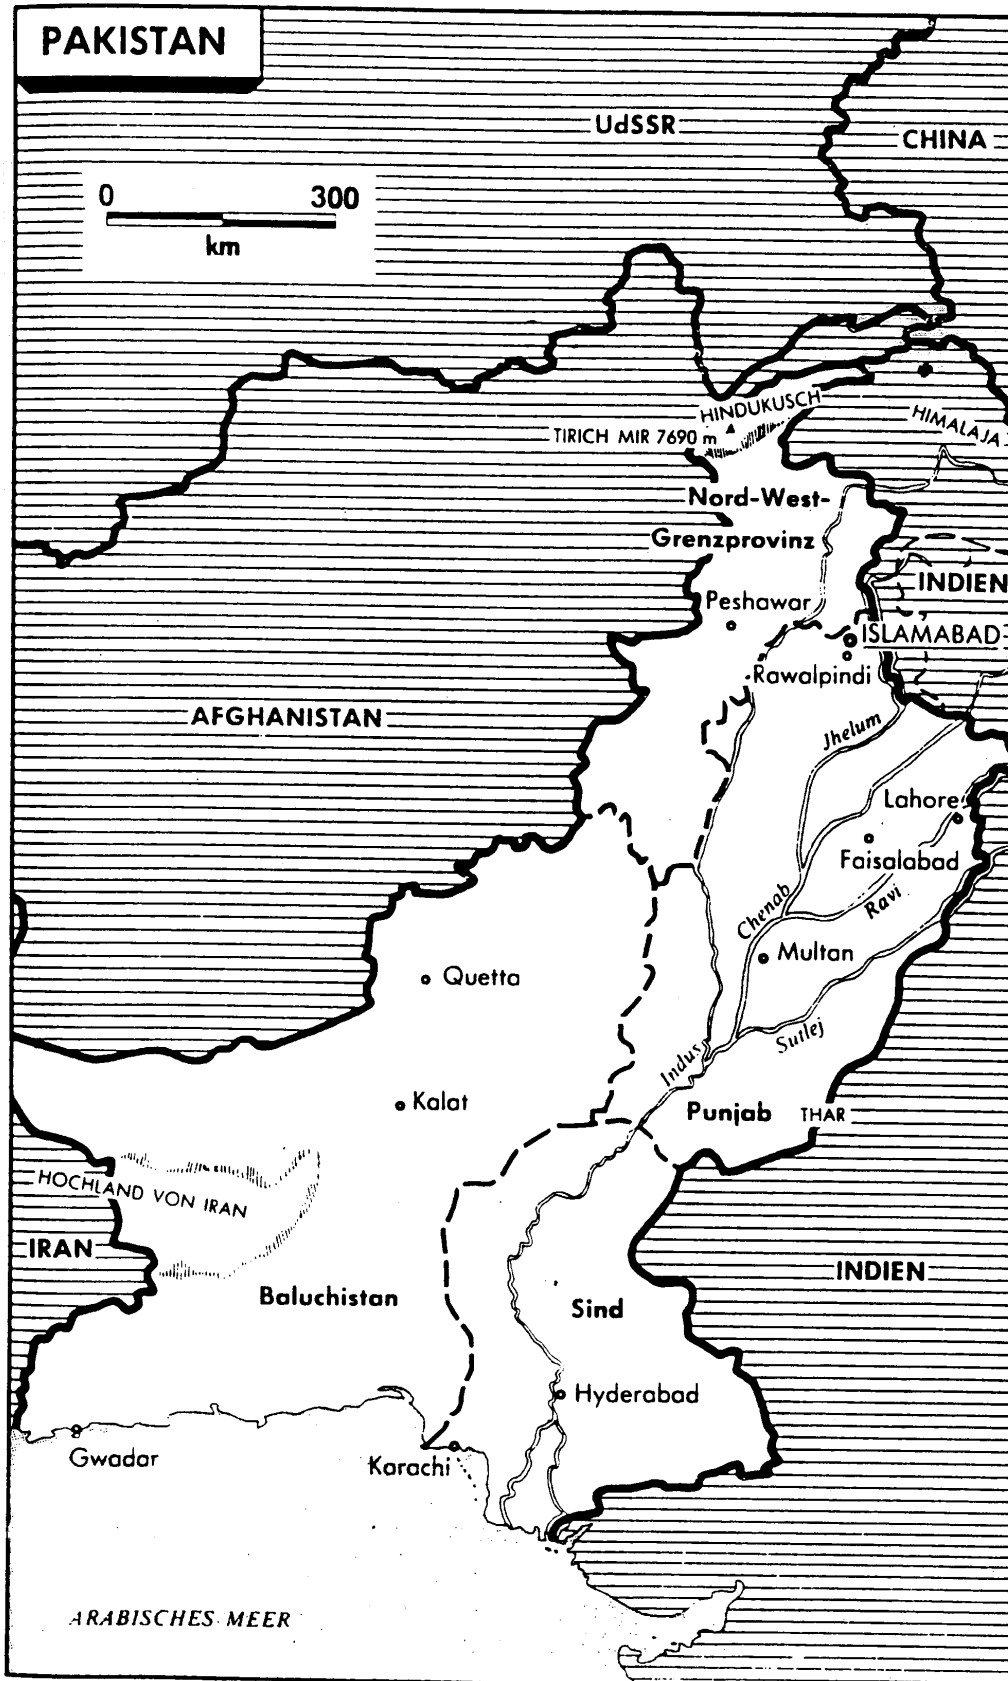 PAKISTAN
UdSSR
CHINA
0 300
km
HINDUKUSCH
HIMALAJA
TIRICH MIR 7690 m
Nord-West-
Grenzprovinz
INDIEN
Peshawar
ISLAMABAD
Rawalpindi
AFGHANISTAN
Jhelum
Lahore
Faisalabad
Chenab
Ravi
Multan
Quetta
Sutlej
Indus
Kalat
Punjab
THAR
HOCHLAND VON IRAN
IRAN
INDIEN
Baluchistan
Sind
Hyderabad
Gwadar
Karachi
ARABISCHES MEER